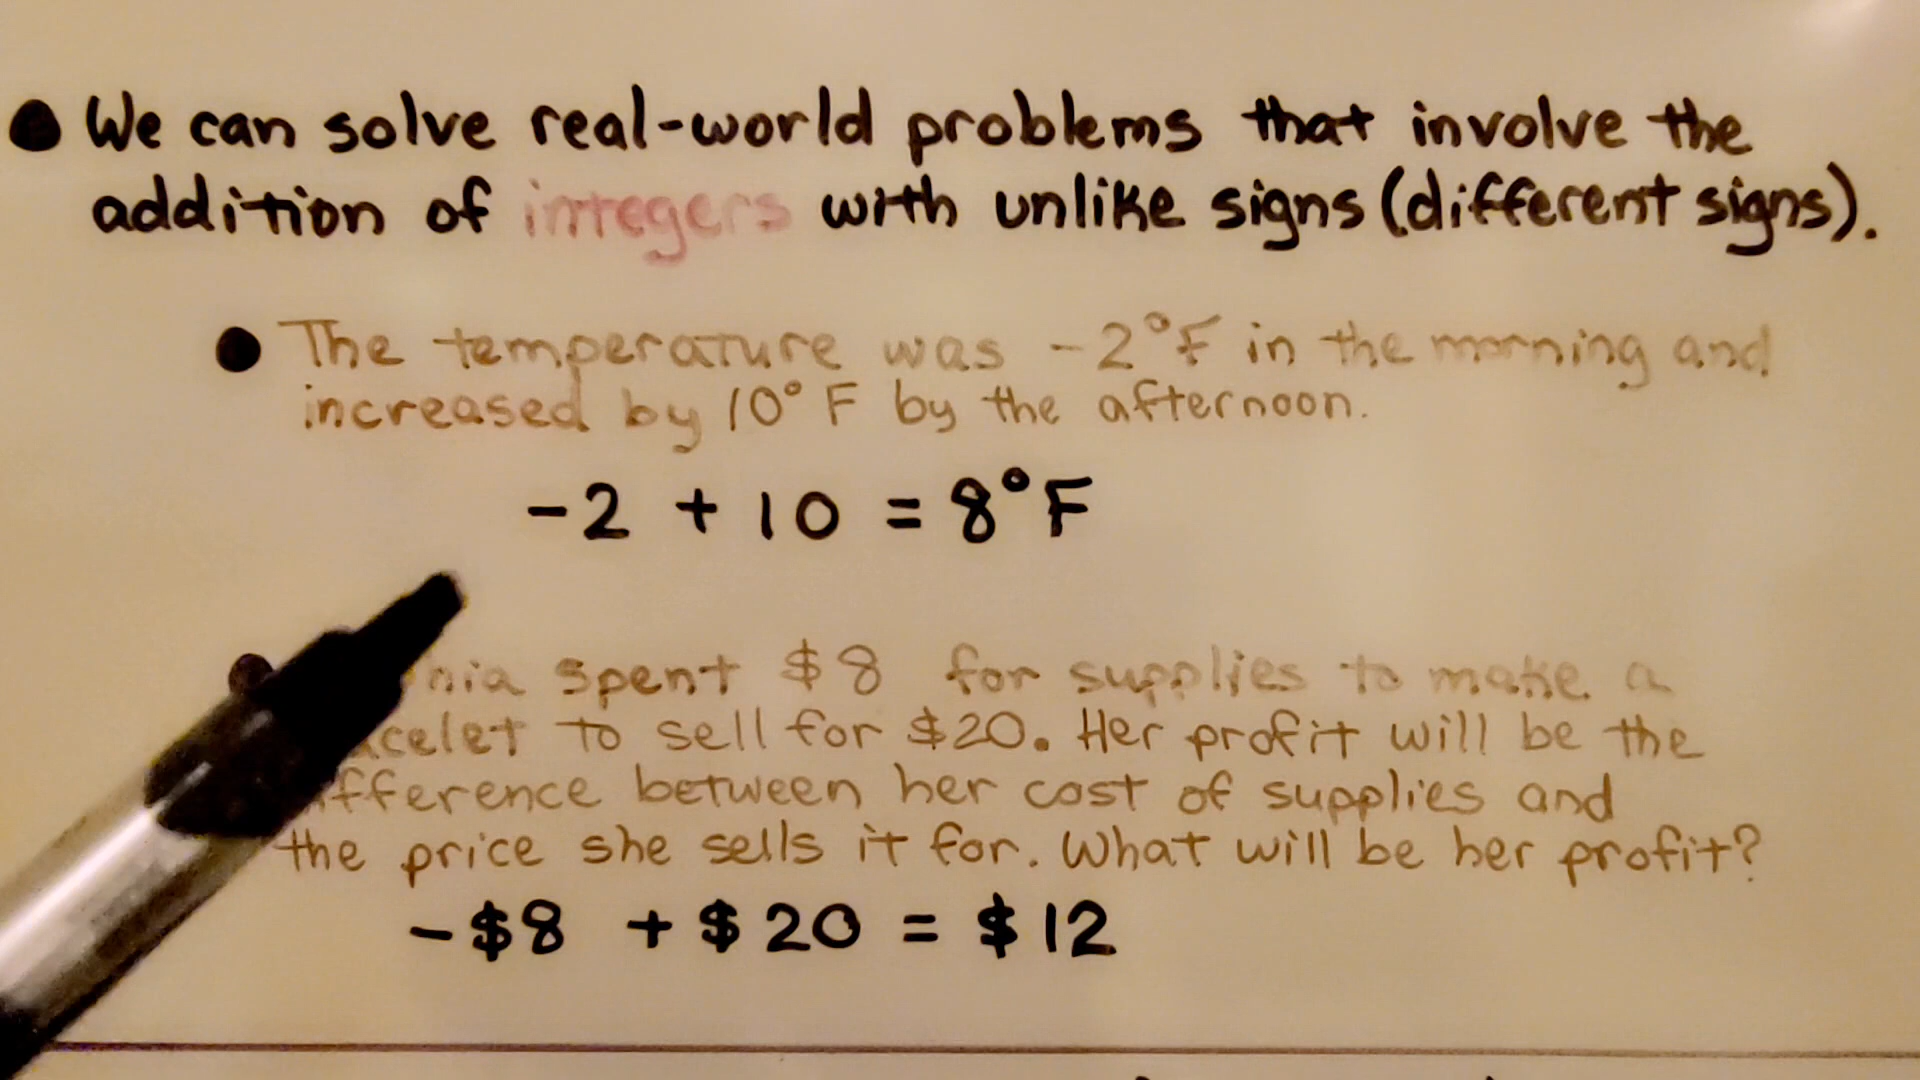 We can solve real-world problems that involve the
addition of integers with unlike signs (different signs).
The temperature was -2°F in the morning and
increased by 10°F by the afternoon.
-2 + 10 = 8°F
spent $8 for supplies to make a
to sell for $20. Her profit will be the
between her cost of supplies and
the price she sells it for. What will be her profit?
-$8 + $20 = $12